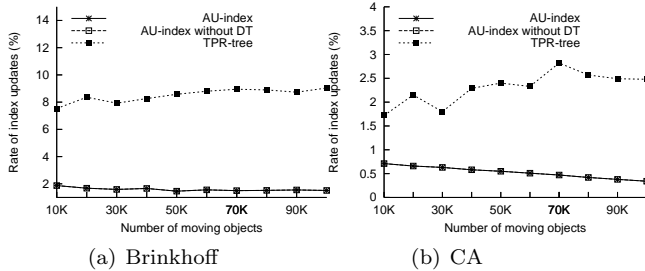 Rate of index updates (%)
14
12
10
8
6
4
2
AU-index
AU-index without DT
TPR-tree
10K 30K 50K 70K 90K
Number of moving objects
(a) Brinkhoff
Rate of index updates (%)
4
3.5
3
2.5
2
1.5
1
0.5
0
AU-index
AU-index without DT
TPR-tree
10K 30K 50K 70K 90K
Number of moving objects
(b) CA